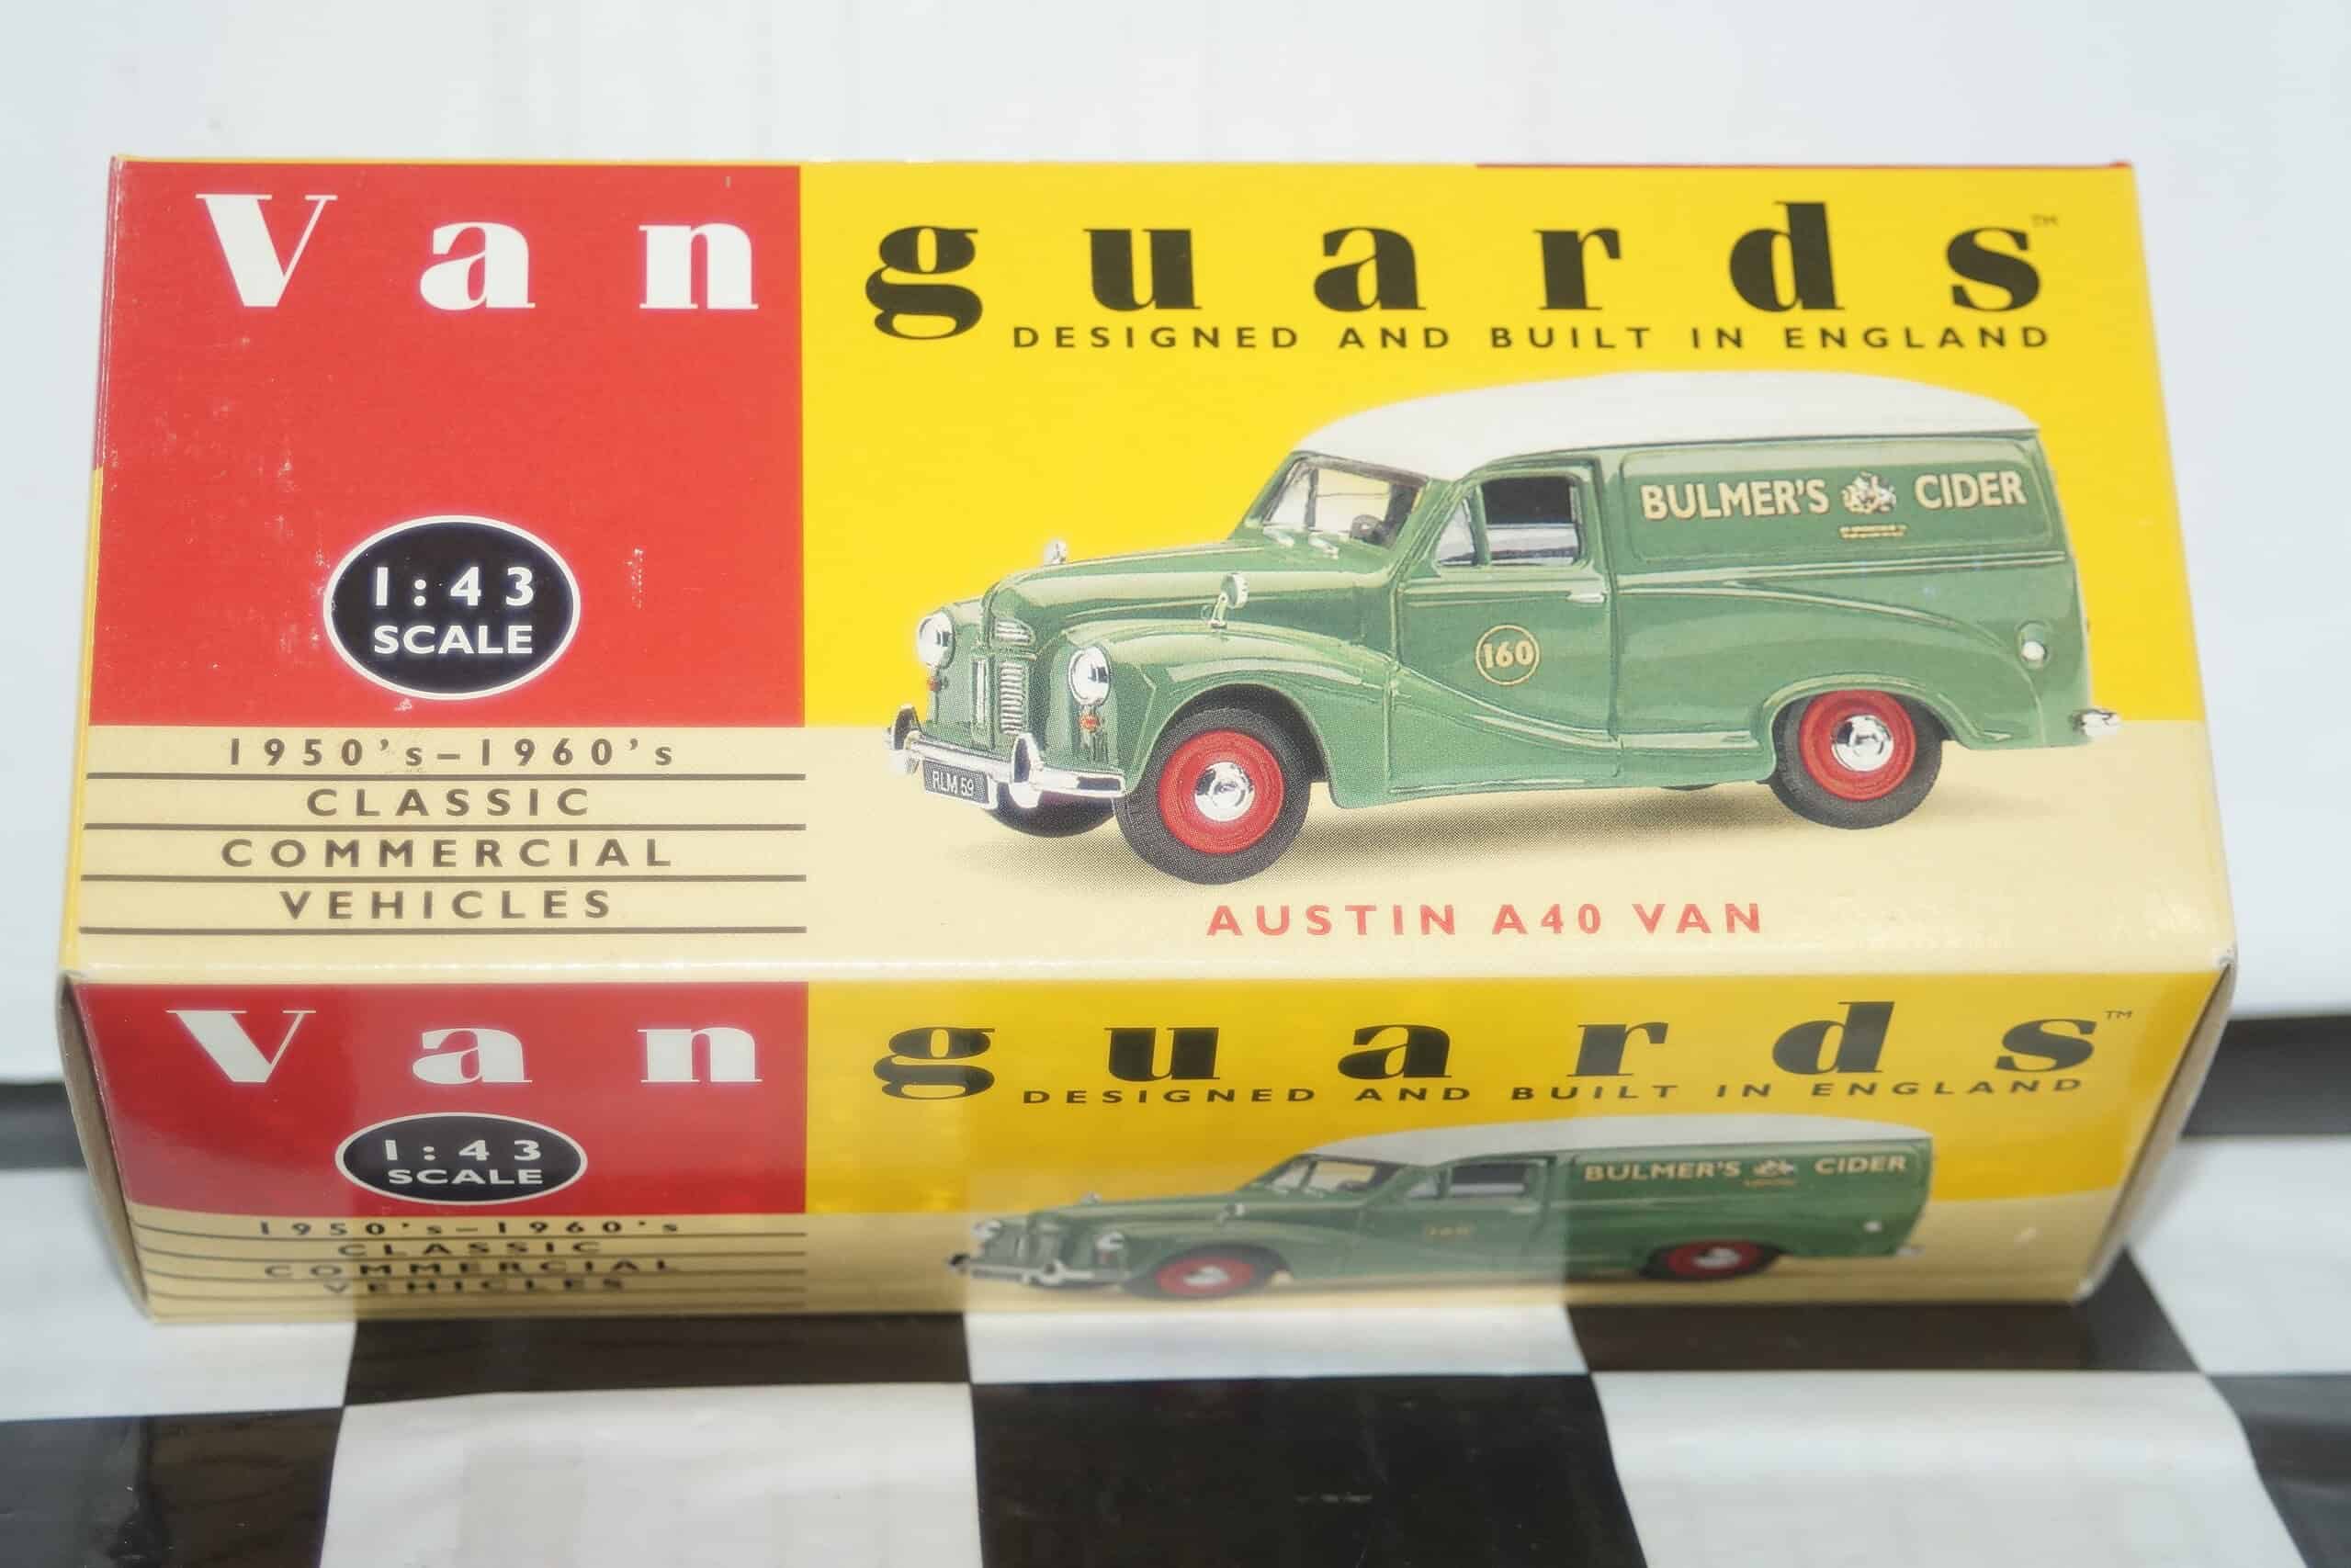 Vanguards™
DESIGNED AND BUILT IN ENGLAND
BULMER'S CIDER
1:43
SCALE
160
1950's–1960's
CLASSIC
COMMERCIAL
VEHICLES
RLM 59
AUSTIN A40 VAN
Vanguards™
DESIGNED AND BUILT IN ENGLAND
1:43
SCALE
BULMER'S CIDER
160
1950's–1960's
CLASSIC
COMMERCIAL
VEHICLES